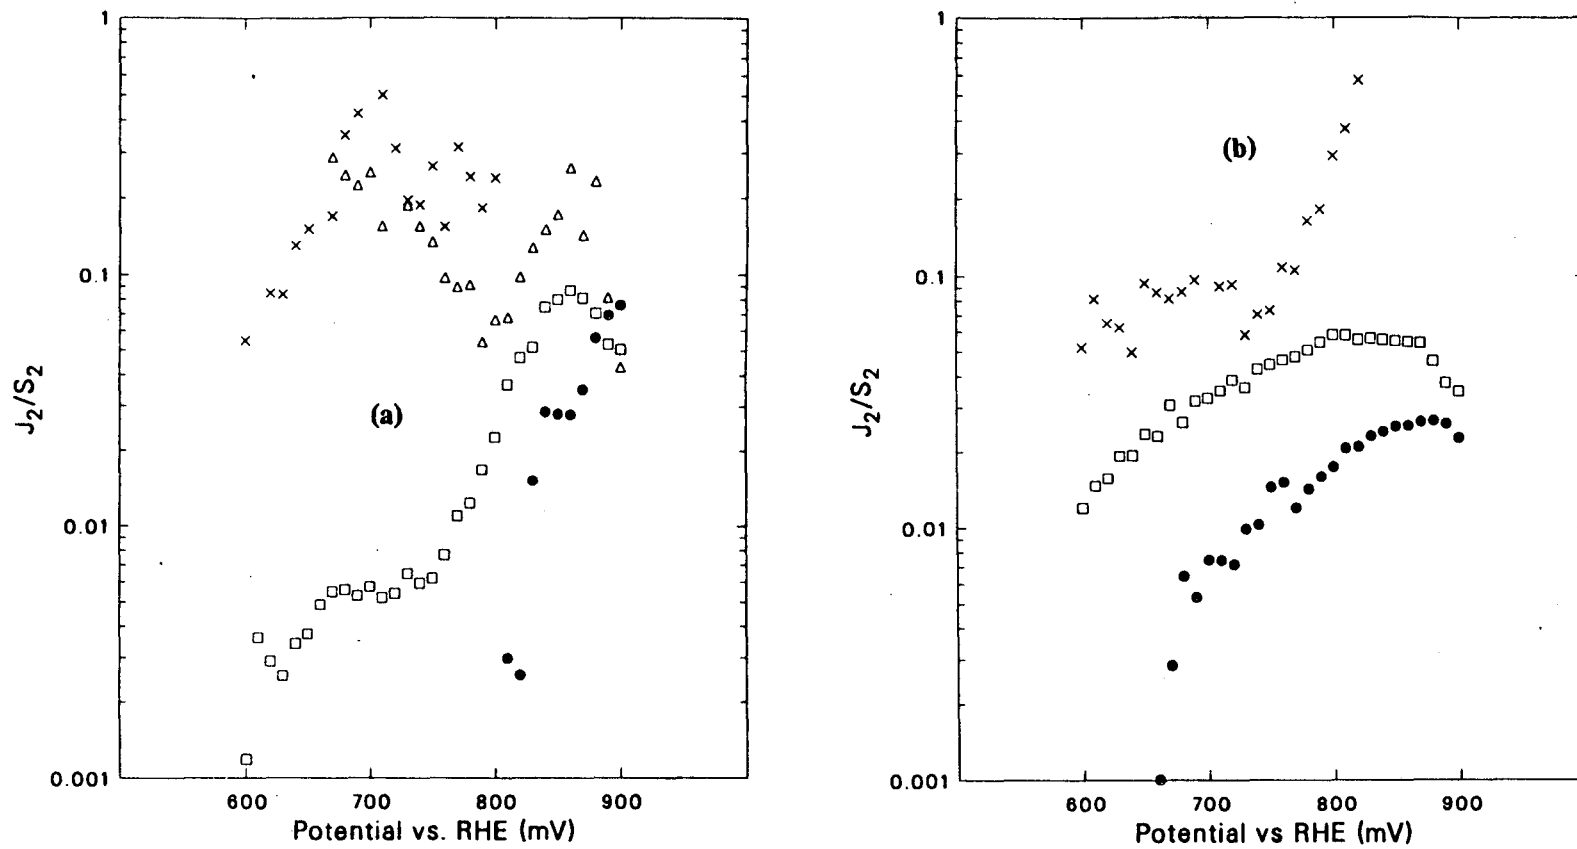 1
0.1
0.01
0.001
J2/S2
(a)
600 700 800 900
Potential vs. RHE (mV)
1
0.1
0.01
0.001
J2/S2
(b)
600 700 800 900
Potential vs RHE (mV)